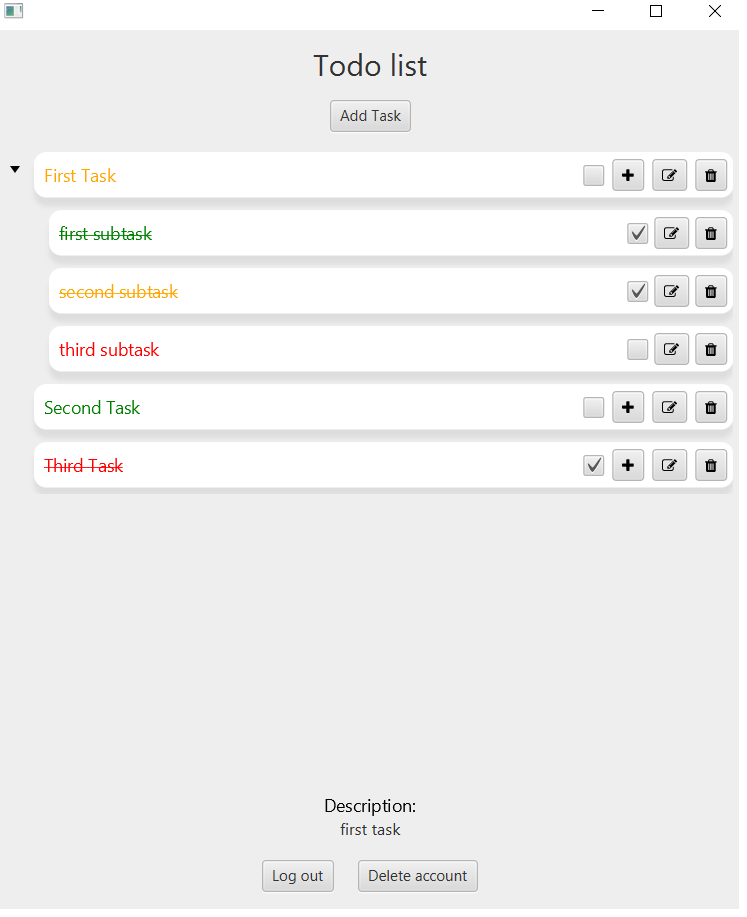 Todo list
Add Task
First Task
first subtask
second subtask
third subtask
Second Task
Third Task
Description:
first task
Log out
Delete account